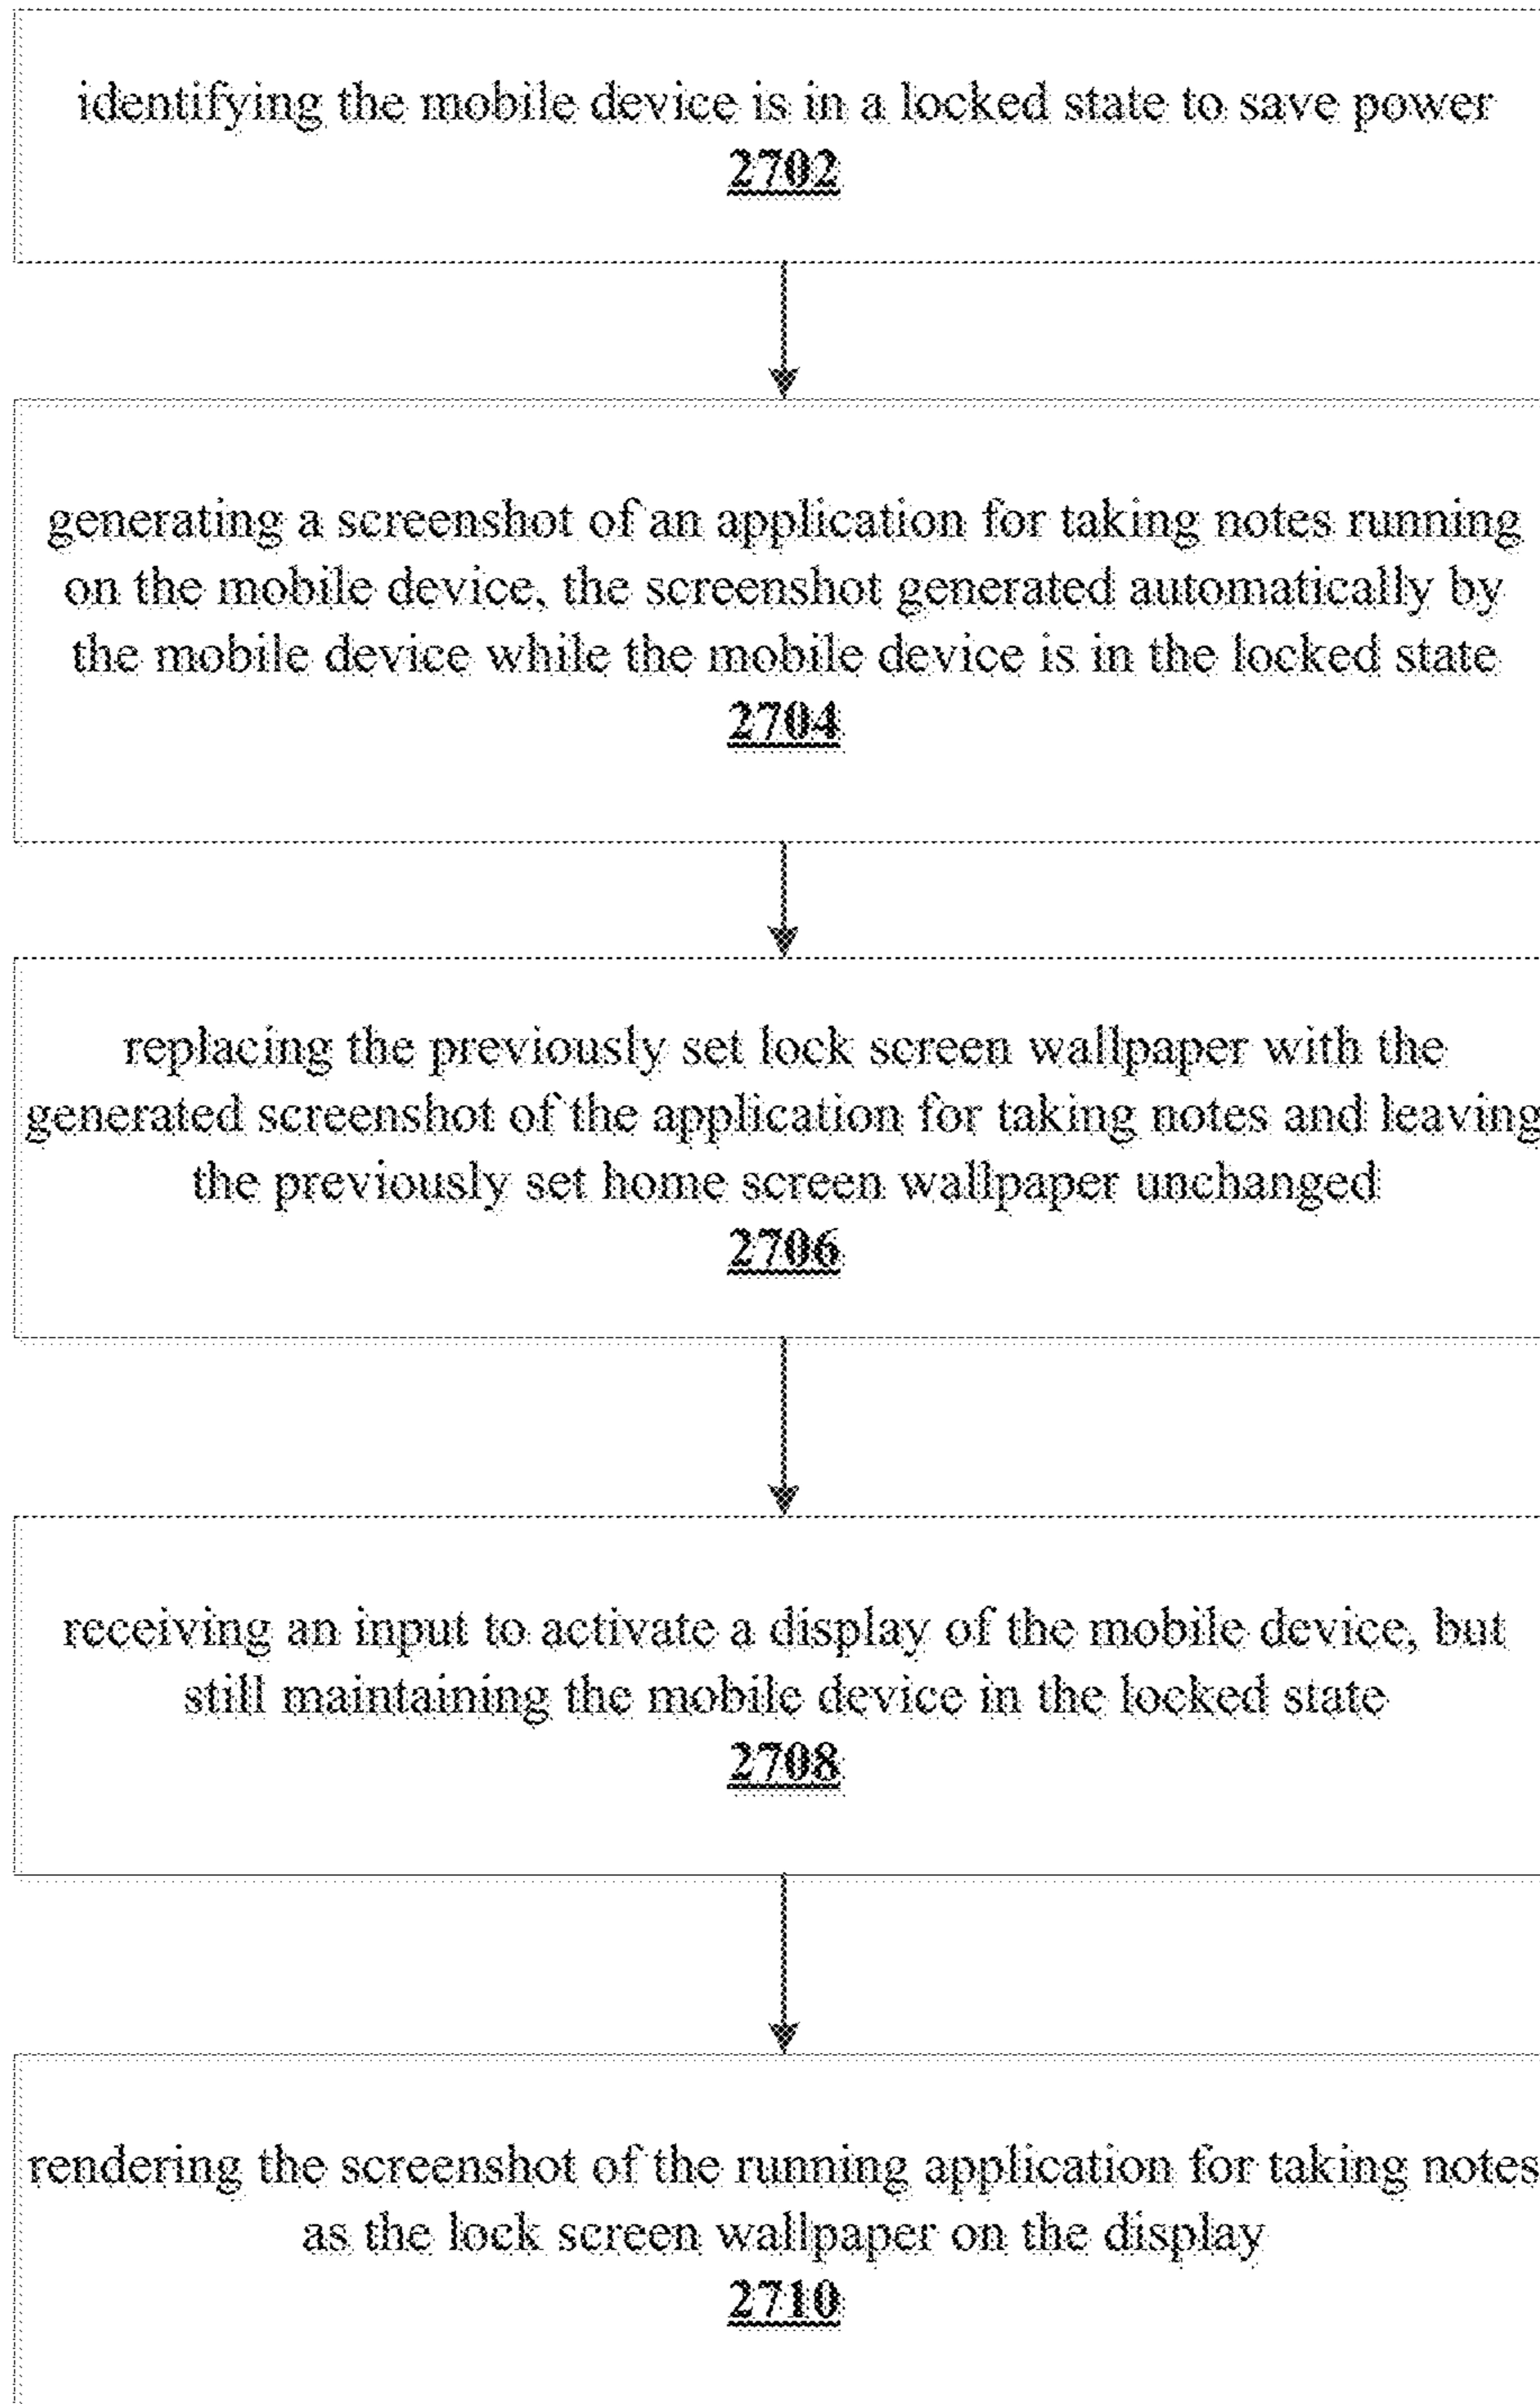 identifying the mobile device is in a locked state to save power
2702
generating a screenshot of an application for taking notes running
on the mobile device, the screenshot generated automatically by
the mobile device while the mobile device is in the locked state
2704
replacing the previously set lock screen wallpaper with the
generated screenshot of the application for taking notes and leaving
the previously set home screen wallpaper unchanged
2706
receiving an input to activate a display of the mobile device, but
still maintaining the mobile device in the locked state
2708
rendering the screenshot of the running application for taking notes
as the lock screen wallpaper on the display
2710